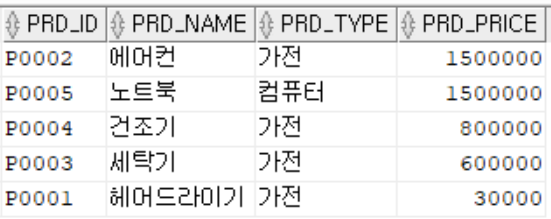 PRD_ID PRD_NAME PRD_TYPE PRD_PRICE
P0002 에어컨 가전 1500000
P0005 노트북 컴퓨터 1500000
P0004 건조기 가전 800000
P0003 세탁기 가전 600000
P0001 헤어드라이기 가전 30000